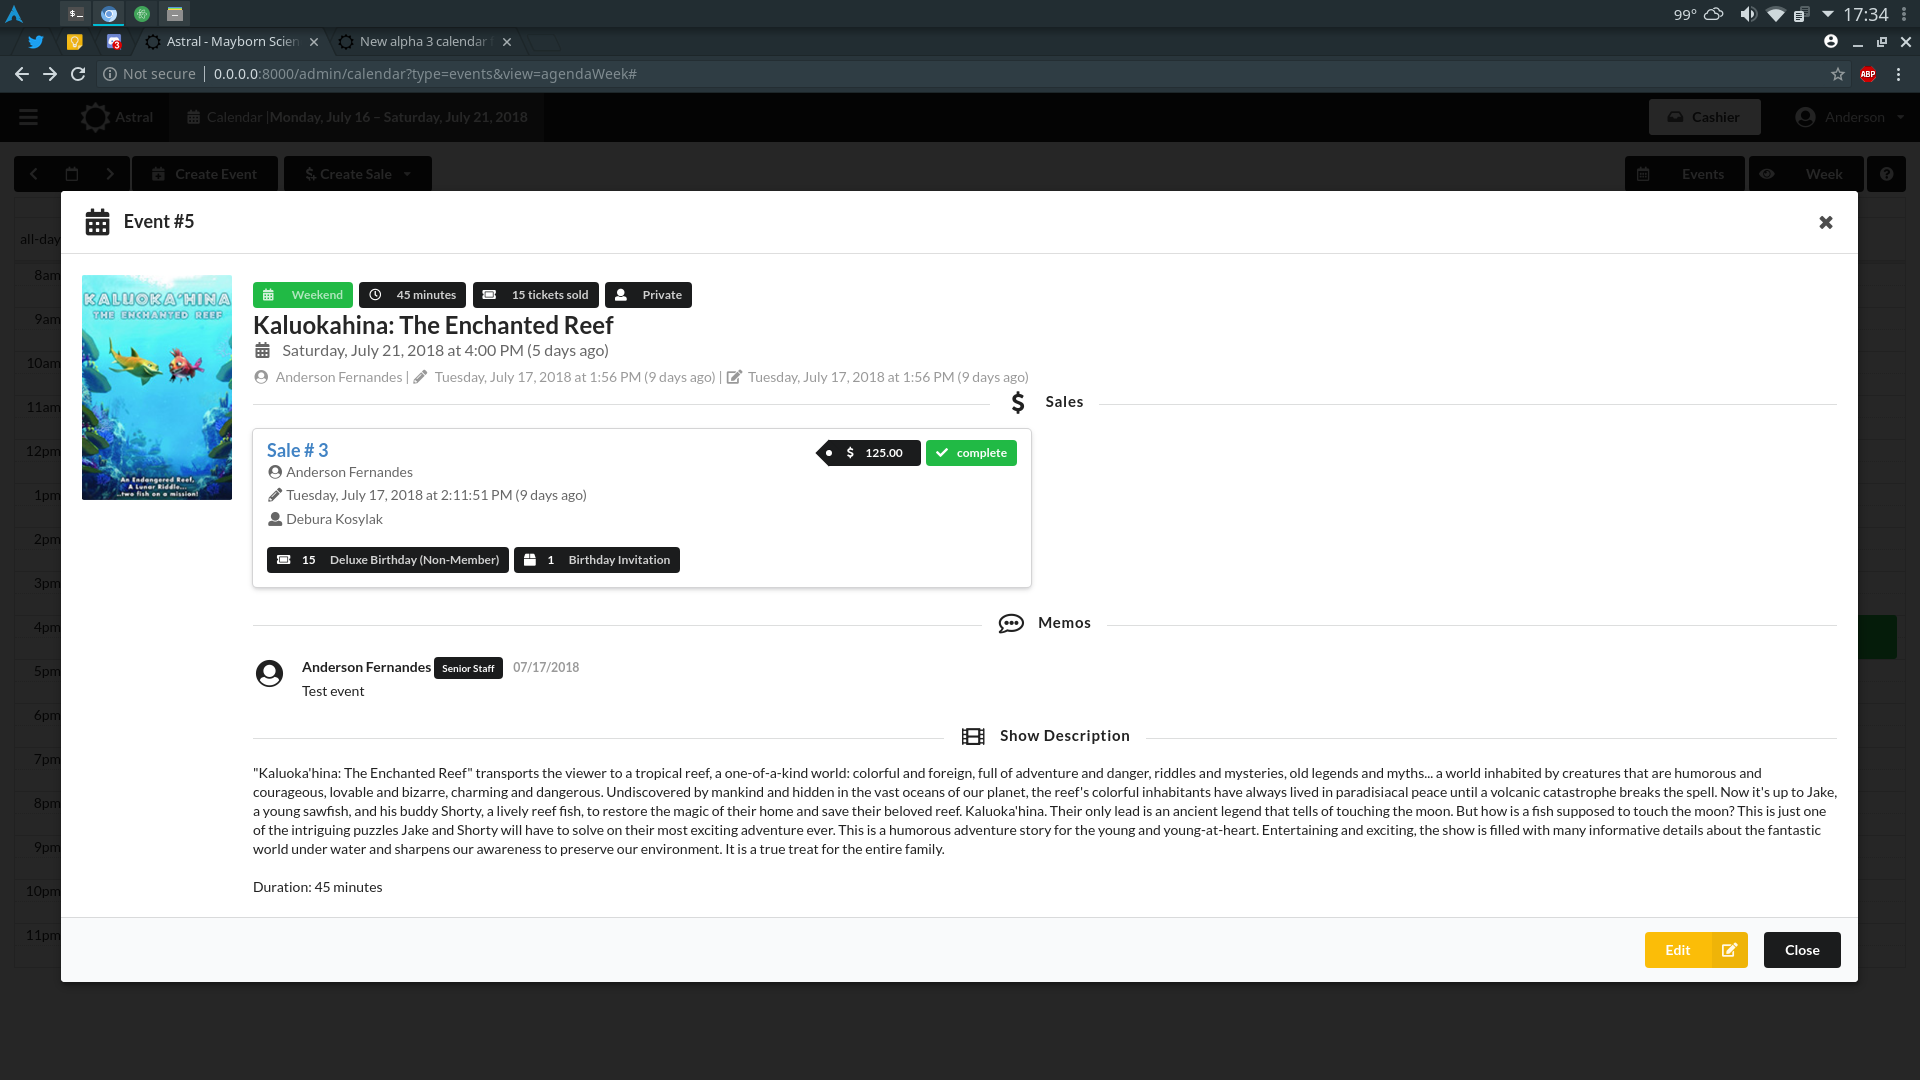 99° 17:34
3
Astral - Mayborn Scien
New alpha 3 calendar
Not secure | 0.0.0.0:8000/admin/calendar?type=events&view=agendaWeek#
ABP
Astral
Calendar |Monday, July 16 – Saturday, July 21, 2018
Cashier
Anderson
Create Event
Create Sale
Events
Week
Event #5
all-day
8am
9am
10am
11am
12pm
1pm
2pm
3pm
4pm
5pm
6pm
7pm
8pm
9pm
10pm
11pm
KALUOKA'HINA
THE ENCHANTED REEF
An Endangered Reef,
A Lunar Riddle...
...two fish on a mission!
Weekend
45 minutes
15 tickets sold
Private
Kaluokahina: The Enchanted Reef
Saturday, July 21, 2018 at 4:00 PM (5 days ago)
Anderson Fernandes | Tuesday, July 17, 2018 at 1:56 PM (9 days ago) | Tuesday, July 17, 2018 at 1:56 PM (9 days ago)
$ Sales
Sale # 3
$ 125.00
complete
Anderson Fernandes
Tuesday, July 17, 2018 at 2:11:51 PM (9 days ago)
Debura Kosylak
15 Deluxe Birthday (Non-Member)
1 Birthday Invitation
Memos
Anderson Fernandes Senior Staff 07/17/2018
Test event
Show Description
"Kaluoka'hina: The Enchanted Reef" transports the viewer to a tropical reef, a one-of-a-kind world: colorful and foreign, full of adventure and danger, riddles and mysteries, old legends and myths... a world inhabited by creatures that are humorous and
courageous, lovable and bizarre, charming and dangerous. Undiscovered by mankind and hidden in the vast oceans of our planet, the reef's colorful inhabitants have always lived in paradisiacal peace until a volcanic catastrophe breaks the spell. Now it's up to Jake,
a young sawfish, and his buddy Shorty, a lively reef fish, to restore the magic of their home and save their beloved reef. Kaluoka'hina. Their only lead is an ancient legend that tells of touching the moon. But how is a fish supposed to touch the moon? This is just one
of the intriguing puzzles Jake and Shorty will have to solve on their most exciting adventure ever. This is a humorous adventure story for the young and young-at-heart. Entertaining and exciting, the show is filled with many informative details about the fantastic
world under water and sharpens our awareness to preserve our environment. It is a true treat for the entire family.
Duration: 45 minutes
Edit
Close